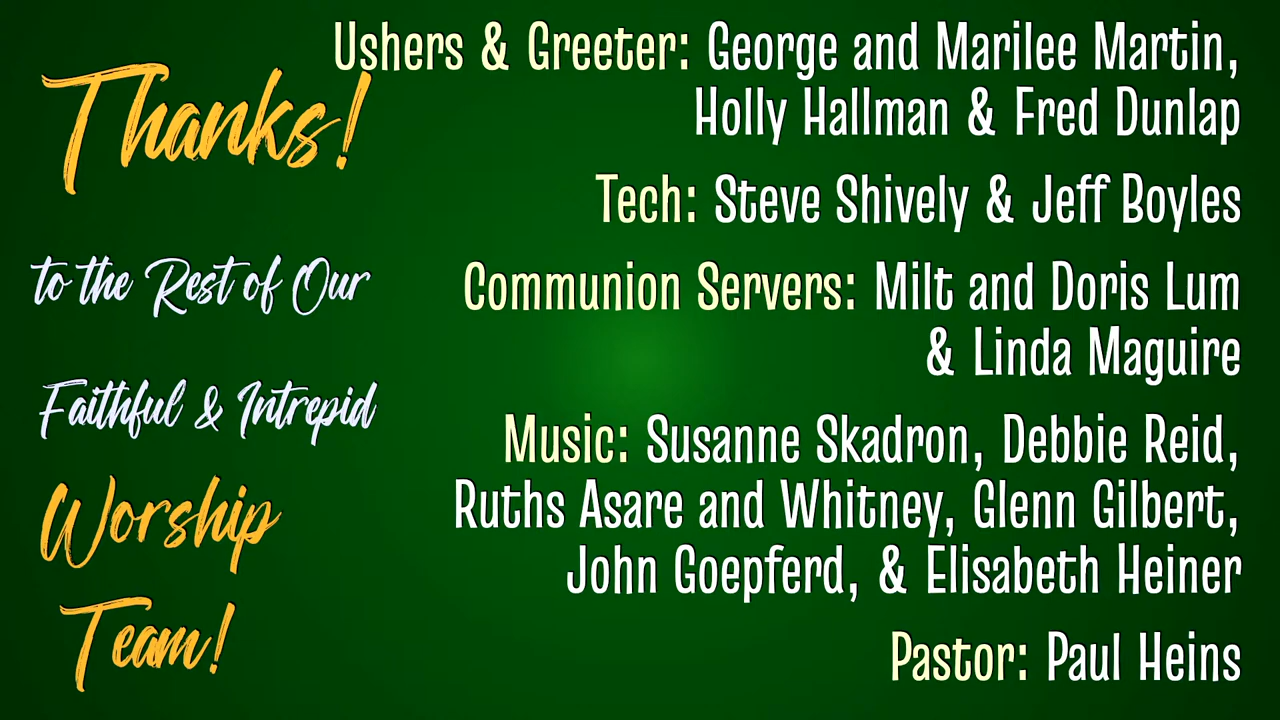 Thanks!
to the Rest of Our
Faithful & Intrepid
Worship
Team!
Ushers & Greeter: George and Marilee Martin,
Holly Hallman & Fred Dunlap
Tech: Steve Shively & Jeff Boyles
Communion Servers: Milt and Doris Lum
& Linda Maguire
Music: Susanne Skadron, Debbie Reid,
Ruths Asare and Whitney, Glenn Gilbert,
John Goepferd, & Elisabeth Heiner
Pastor: Paul Heins